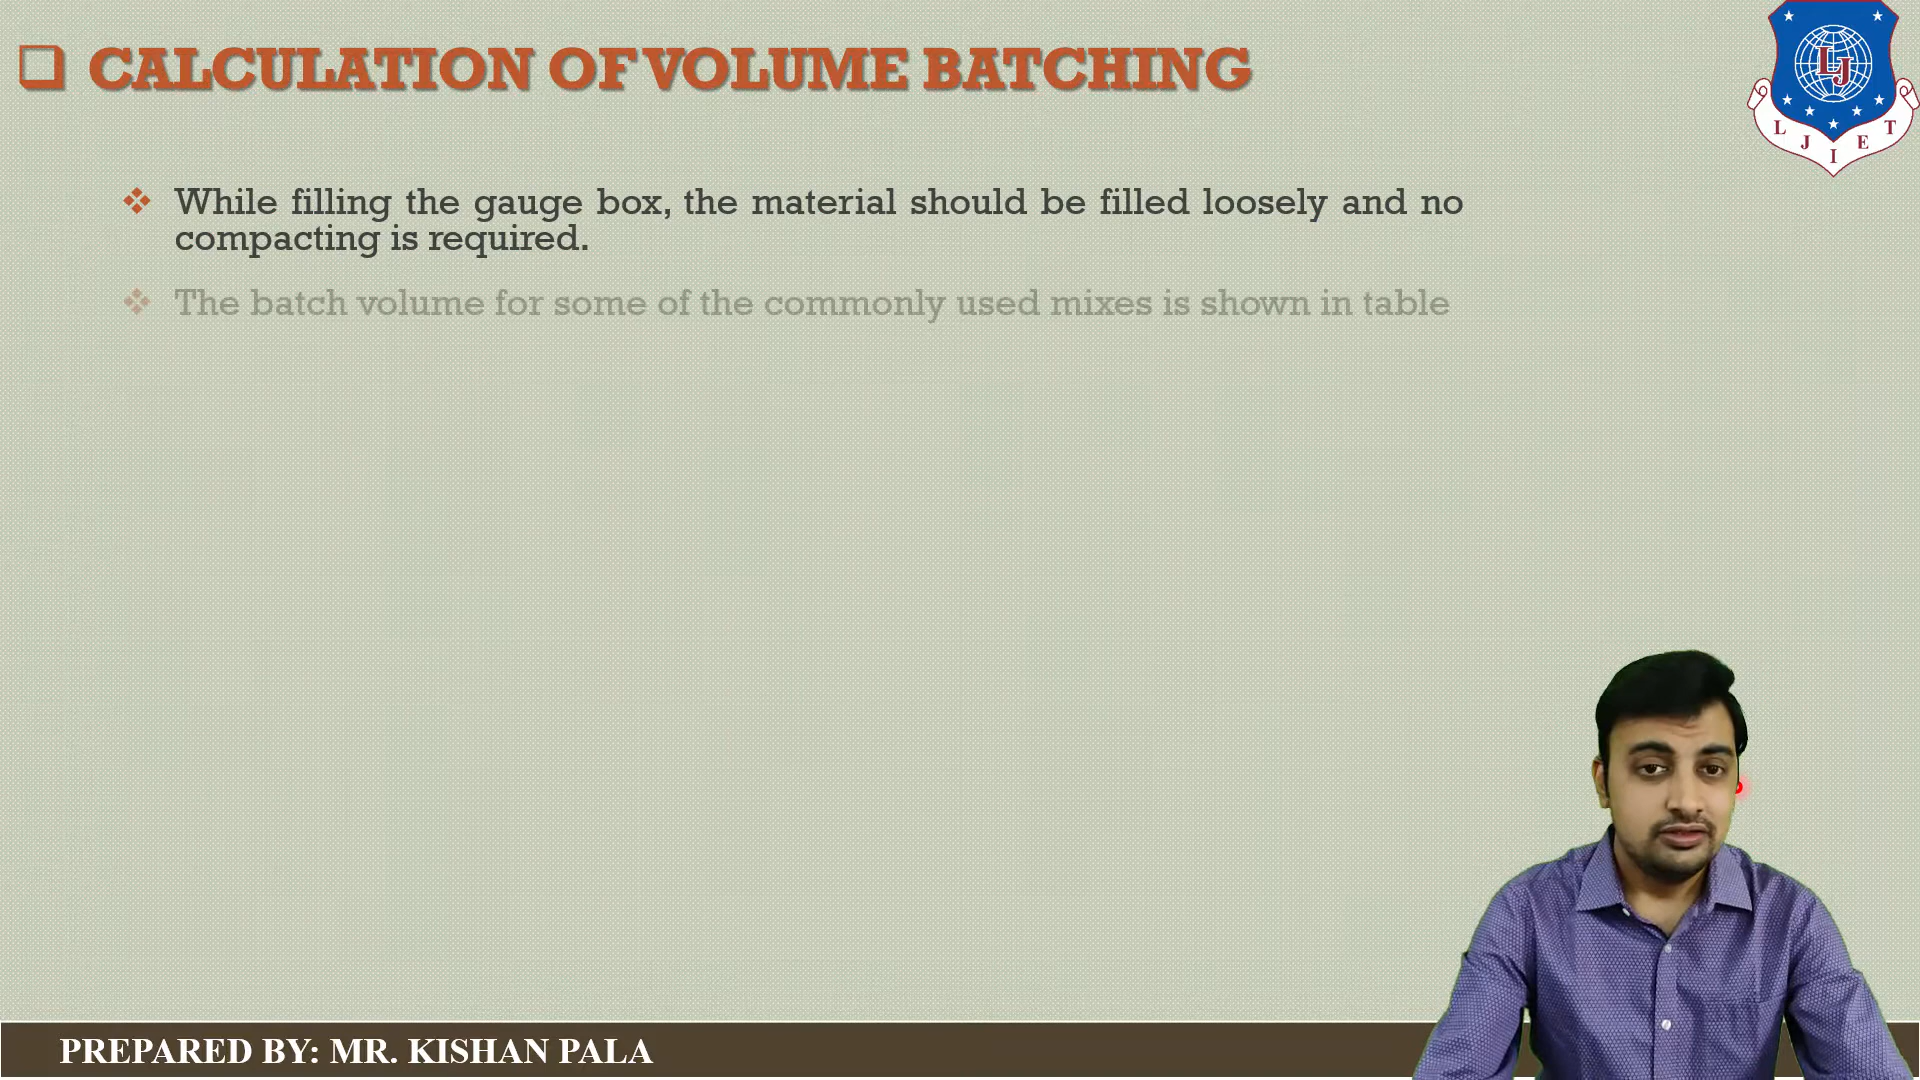 CALCULATION OF VOLUME BATCHING
LJ
L J I E T
While filling the gauge box, the material should be filled loosely and no
compacting is required.
The batch volume for some of the commonly used mixes is shown in table
PREPARED BY: MR. KISHAN PALA